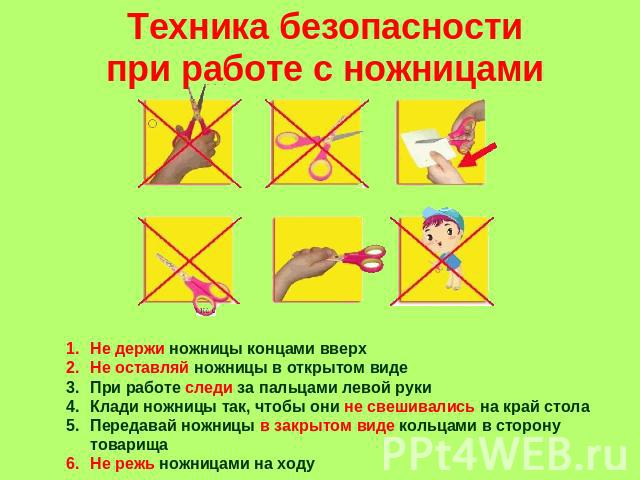 Техника безопасности
при работе с ножницами
1. Не держи ножницы концами вверх
2. Не оставляй ножницы в открытом виде
3. При работе следи за пальцами левой руки
4. Клади ножницы так, чтобы они не свешивались на край стола
5. Передавай ножницы в закрытом виде кольцами в сторону
товарища
6. Не режь ножницами на ходу
PPt4WEB.ru